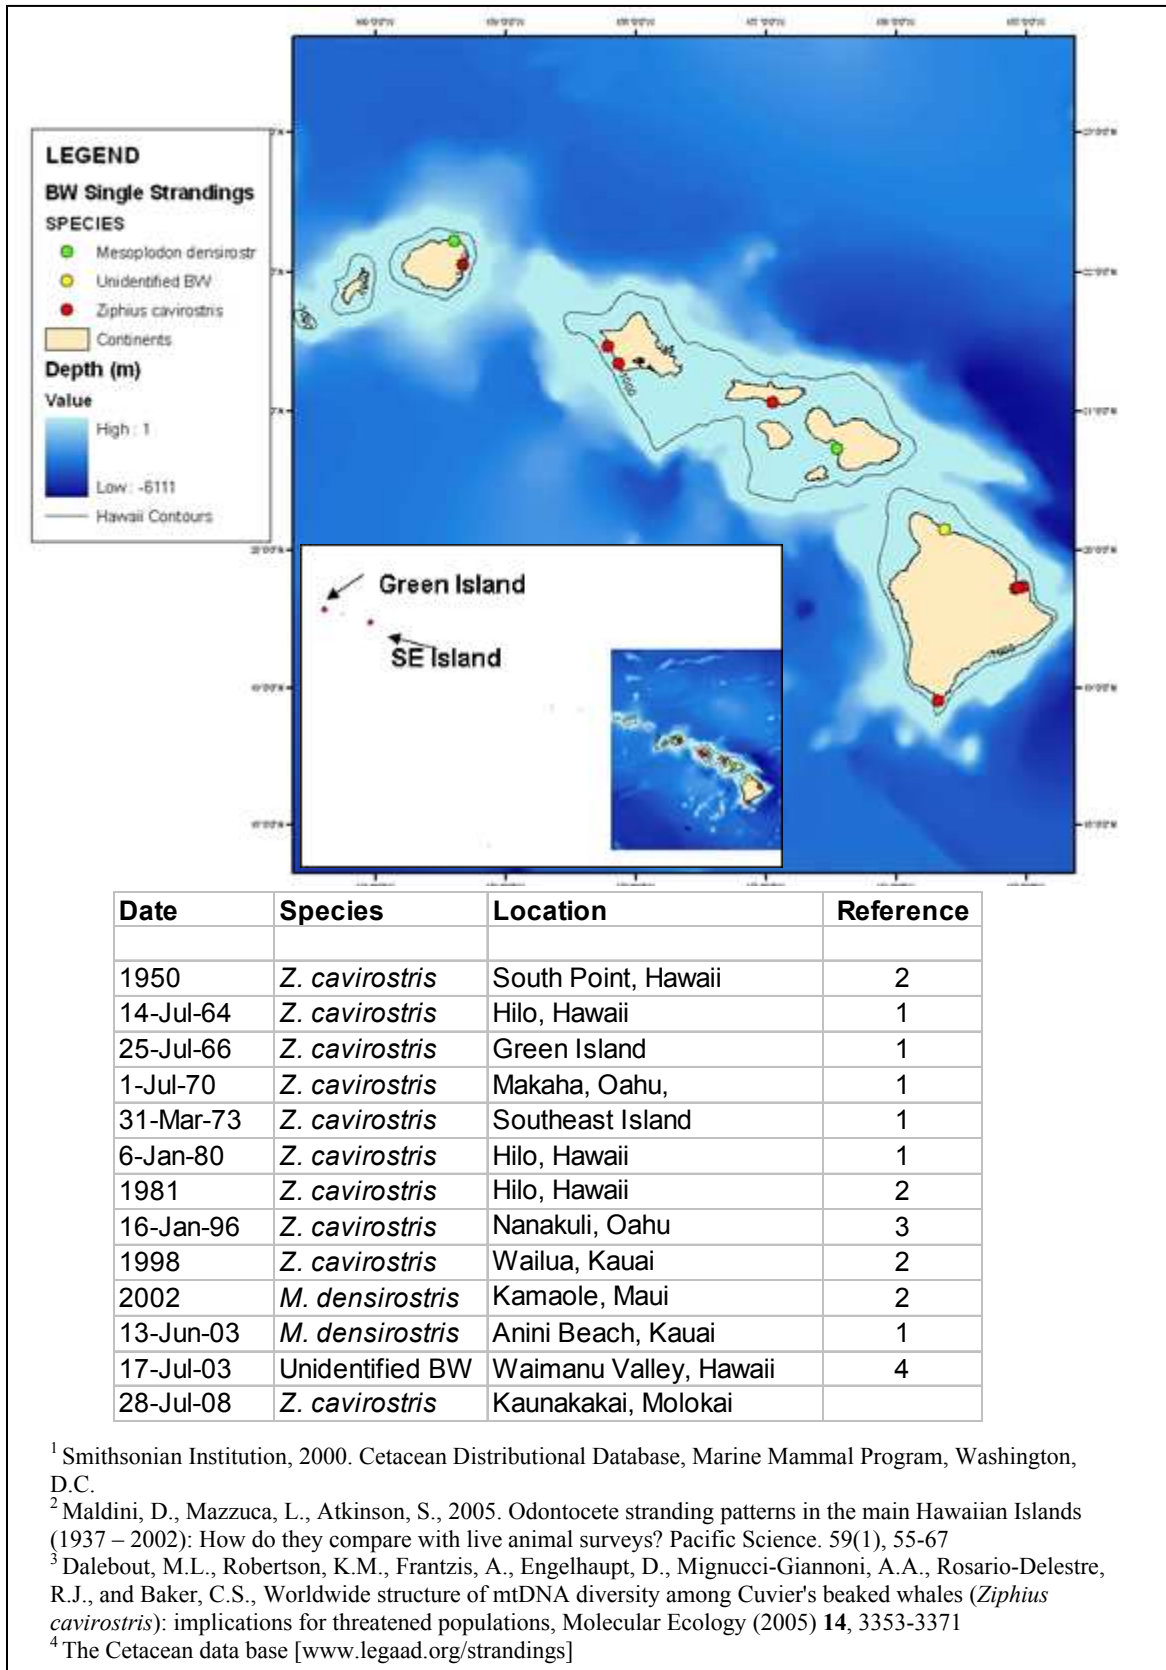 LEGEND
BW Single Strandings
SPECIES
Mesoplodon densirostr
Unidentified BW
Ziphius cavirostris
Continents
Depth (m)
Value
High : 1
Low : -6111
Hawaii Contours
1000
1000
Green Island
SE Island
Date Species Location Reference
1950 Z. cavirostris South Point, Hawaii 2
14-Jul-64 Z. cavirostris Hilo, Hawaii 1
25-Jul-66 Z. cavirostris Green Island 1
1-Jul-70 Z. cavirostris Makaha, Oahu, 1
31-Mar-73 Z. cavirostris Southeast Island 1
6-Jan-80 Z. cavirostris Hilo, Hawaii 1
1981 Z. cavirostris Hilo, Hawaii 2
16-Jan-96 Z. cavirostris Nanakuli, Oahu 3
1998 Z. cavirostris Wailua, Kauai 2
2002 M. densirostris Kamaole, Maui 2
13-Jun-03 M. densirostris Anini Beach, Kauai 1
17-Jul-03 Unidentified BW Waimanu Valley, Hawaii 4
28-Jul-08 Z. cavirostris Kaunakakai, Molokai
1 Smithsonian Institution, 2000. Cetacean Distributional Database, Marine Mammal Program, Washington,
D.C.
2 Maldini, D., Mazzuca, L., Atkinson, S., 2005. Odontocete stranding patterns in the main Hawaiian Islands
(1937 – 2002): How do they compare with live animal surveys? Pacific Science. 59(1), 55-67
3 Dalebout, M.L., Robertson, K.M., Frantzis, A., Engelhaupt, D., Mignucci-Giannoni, A.A., Rosario-Delestre,
R.J., and Baker, C.S., Worldwide structure of mtDNA diversity among Cuvier's beaked whales (Ziphius
cavirostris): implications for threatened populations, Molecular Ecology (2005) 14, 3353-3371
4 The Cetacean data base [www.legaad.org/strandings]